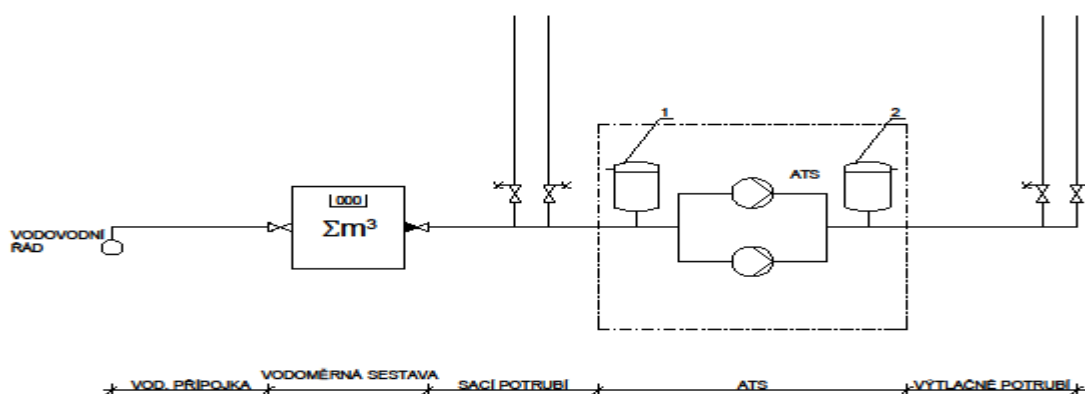 1
2
ATS
000
Σm³
VODOVODNÍ
ŘAD
VOD. PŘÍPOJKA
VODOMĚRNÁ SESTAVA
SACÍ POTRUBÍ
ATS
VÝTLAČNÉ POTRUBÍ